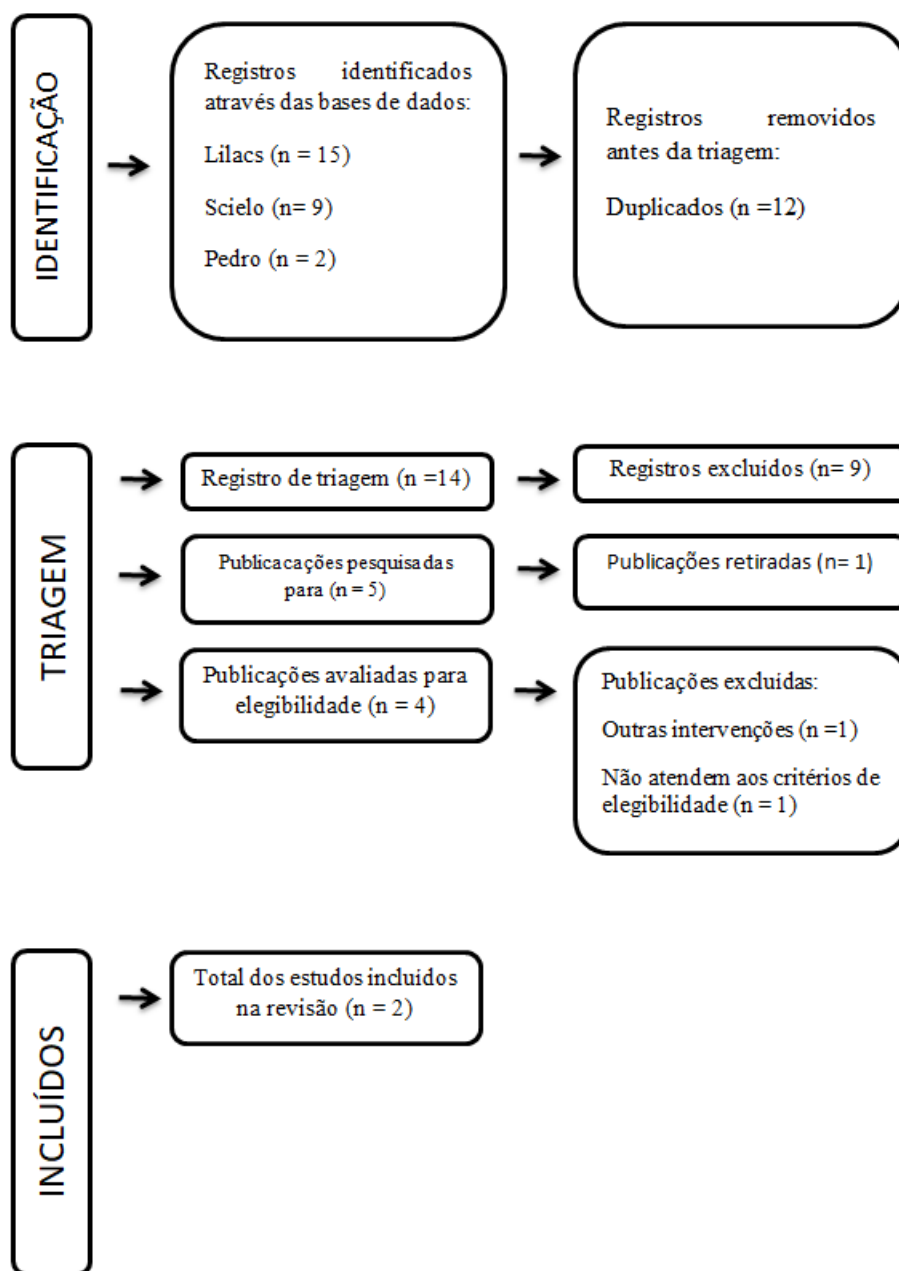 IDENTIFICAÇÃO
Registros identificados
através das bases de dados:
Lilacs (n = 15)
Scielo (n= 9)
Pedro (n = 2)
Registros removidos
antes da triagem:
Duplicados (n =12)
TRIAGEM
Registro de triagem (n =14)
Registros excluidos (n= 9)
Publicacações pesquisadas
para (n = 5)
Publicações retiradas (n= 1)
Publicações avaliadas para
elegibilidade (n = 4)
Publicações excluidas:
Outras intervenções (n =1)
Não atendem aos critérios de
elegibilidade (n = 1)
INCLUÍDOS
Total dos estudos incluidos
na revisão (n = 2)